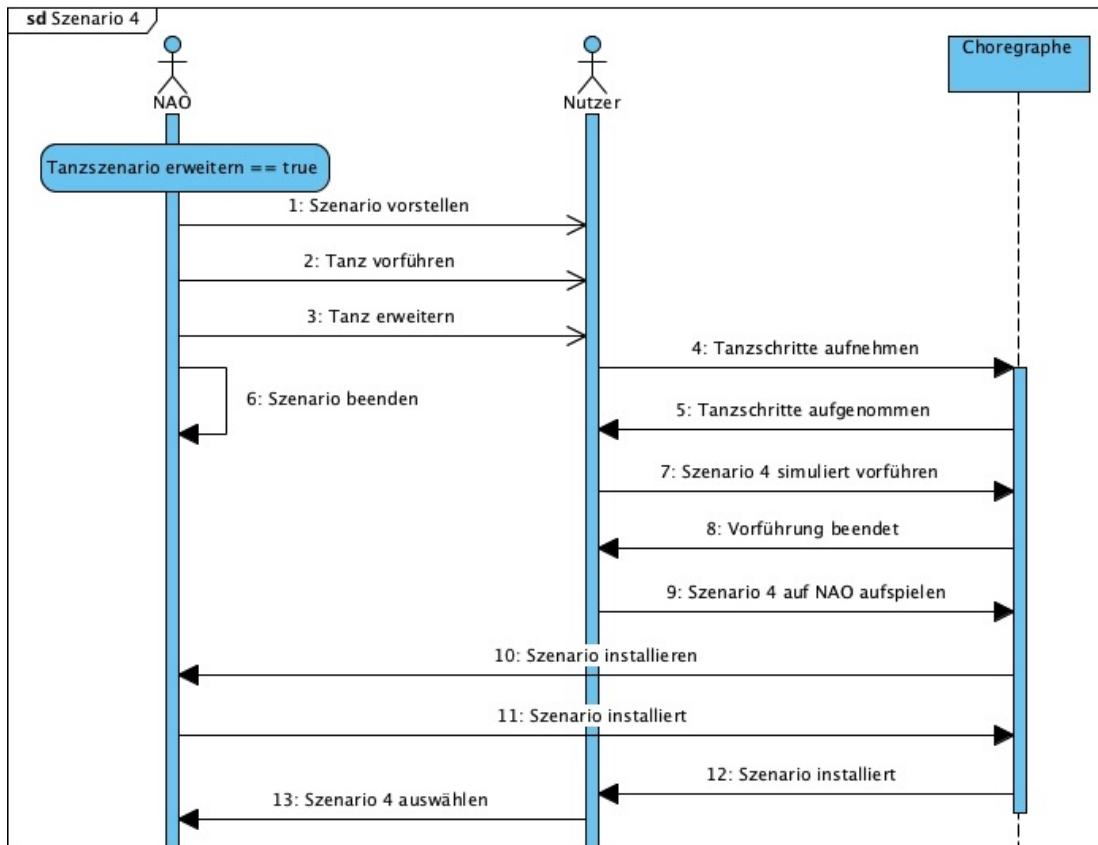 sd Szenario 4
NAO
Nutzer
Choregraphe
Tanzszenario erweitern == true
1: Szenario vorstellen
2: Tanz vorführen
3: Tanz erweitern
4: Tanzschritte aufnehmen
6: Szenario beenden
5: Tanzschritte aufgenommen
7: Szenario 4 simuliert vorführen
8: Vorführung beendet
9: Szenario 4 auf NAO aufspielen
10: Szenario installieren
11: Szenario installiert
12: Szenario installiert
13: Szenario 4 auswählen